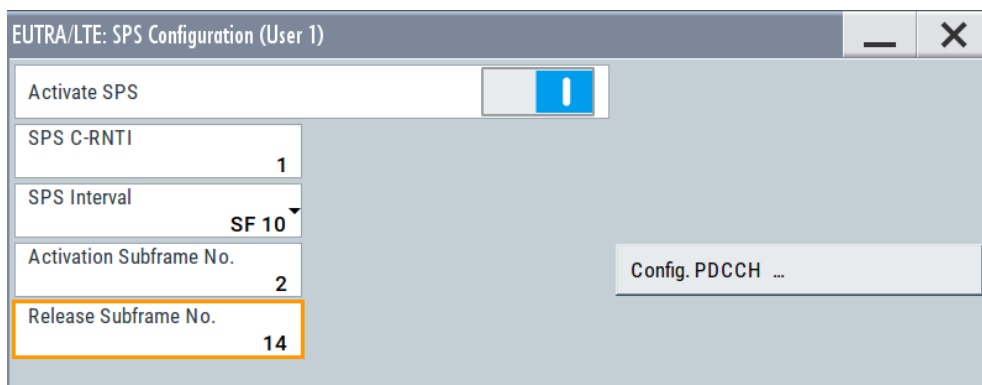 EUTRA/LTE: SPS Configuration (User 1)
Activate SPS
SPS C-RNTI
1
SPS Interval
SF 10
Activation Subframe No.
2
Config. PDCCH ...
Release Subframe No.
14